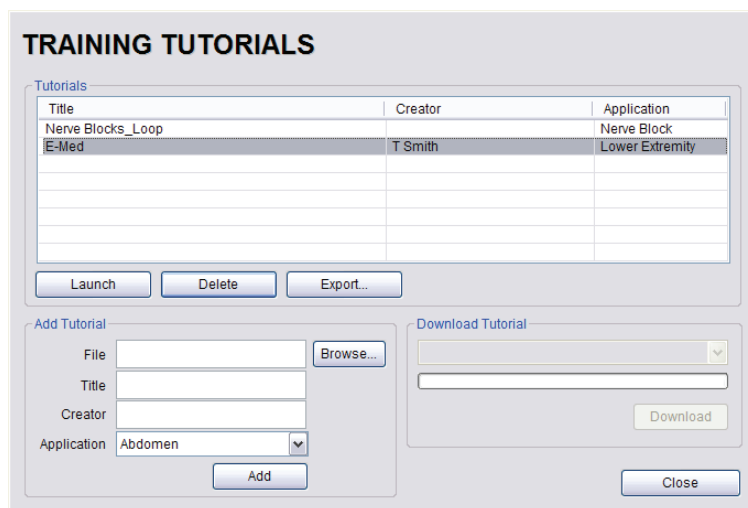 TRAINING TUTORIALS
Tutorials
Title Creator Application
Nerve Blocks_Loop Nerve Block
E-Med T Smith Lower Extremity
Launch Delete Export...
Add Tutorial
File Browse...
Title
Creator
Application Abdomen
Add
Download Tutorial
Download
Close